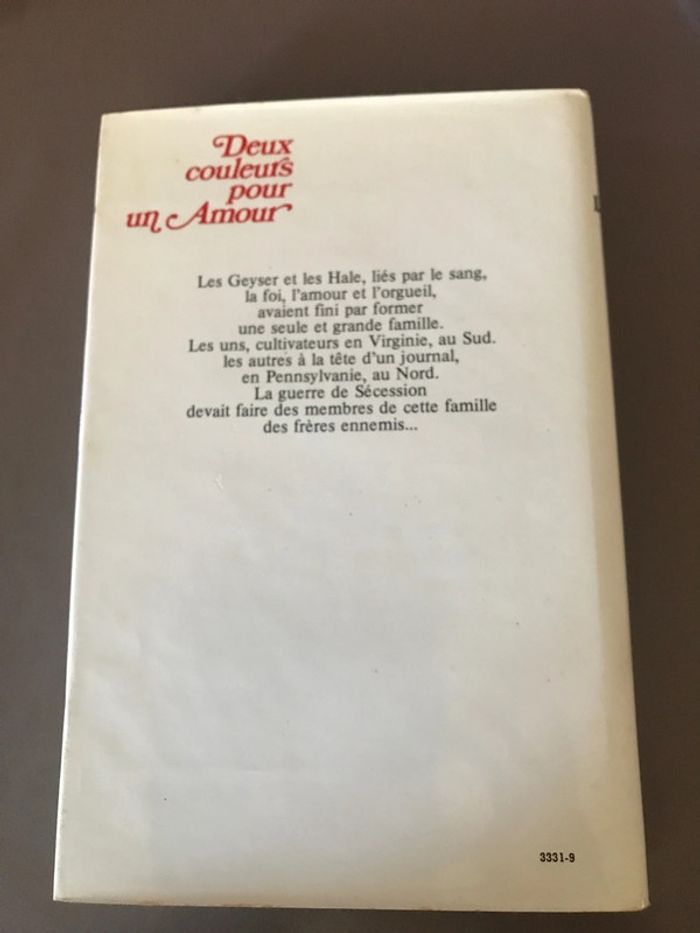 Deux
couleurs
pour
un Amour
Les Geyser et les Hale, liés par le sang,
la foi, l'amour et l'orgueil,
avaient fini par former
une seule et grande famille.
Les uns, cultivateurs en Virginie, au Sud.
les autres à la tête d'un journal,
en Pennsylvanie, au Nord.
La guerre de Sécession
devait faire des membres de cette famille
des frères ennemis...
3331-9